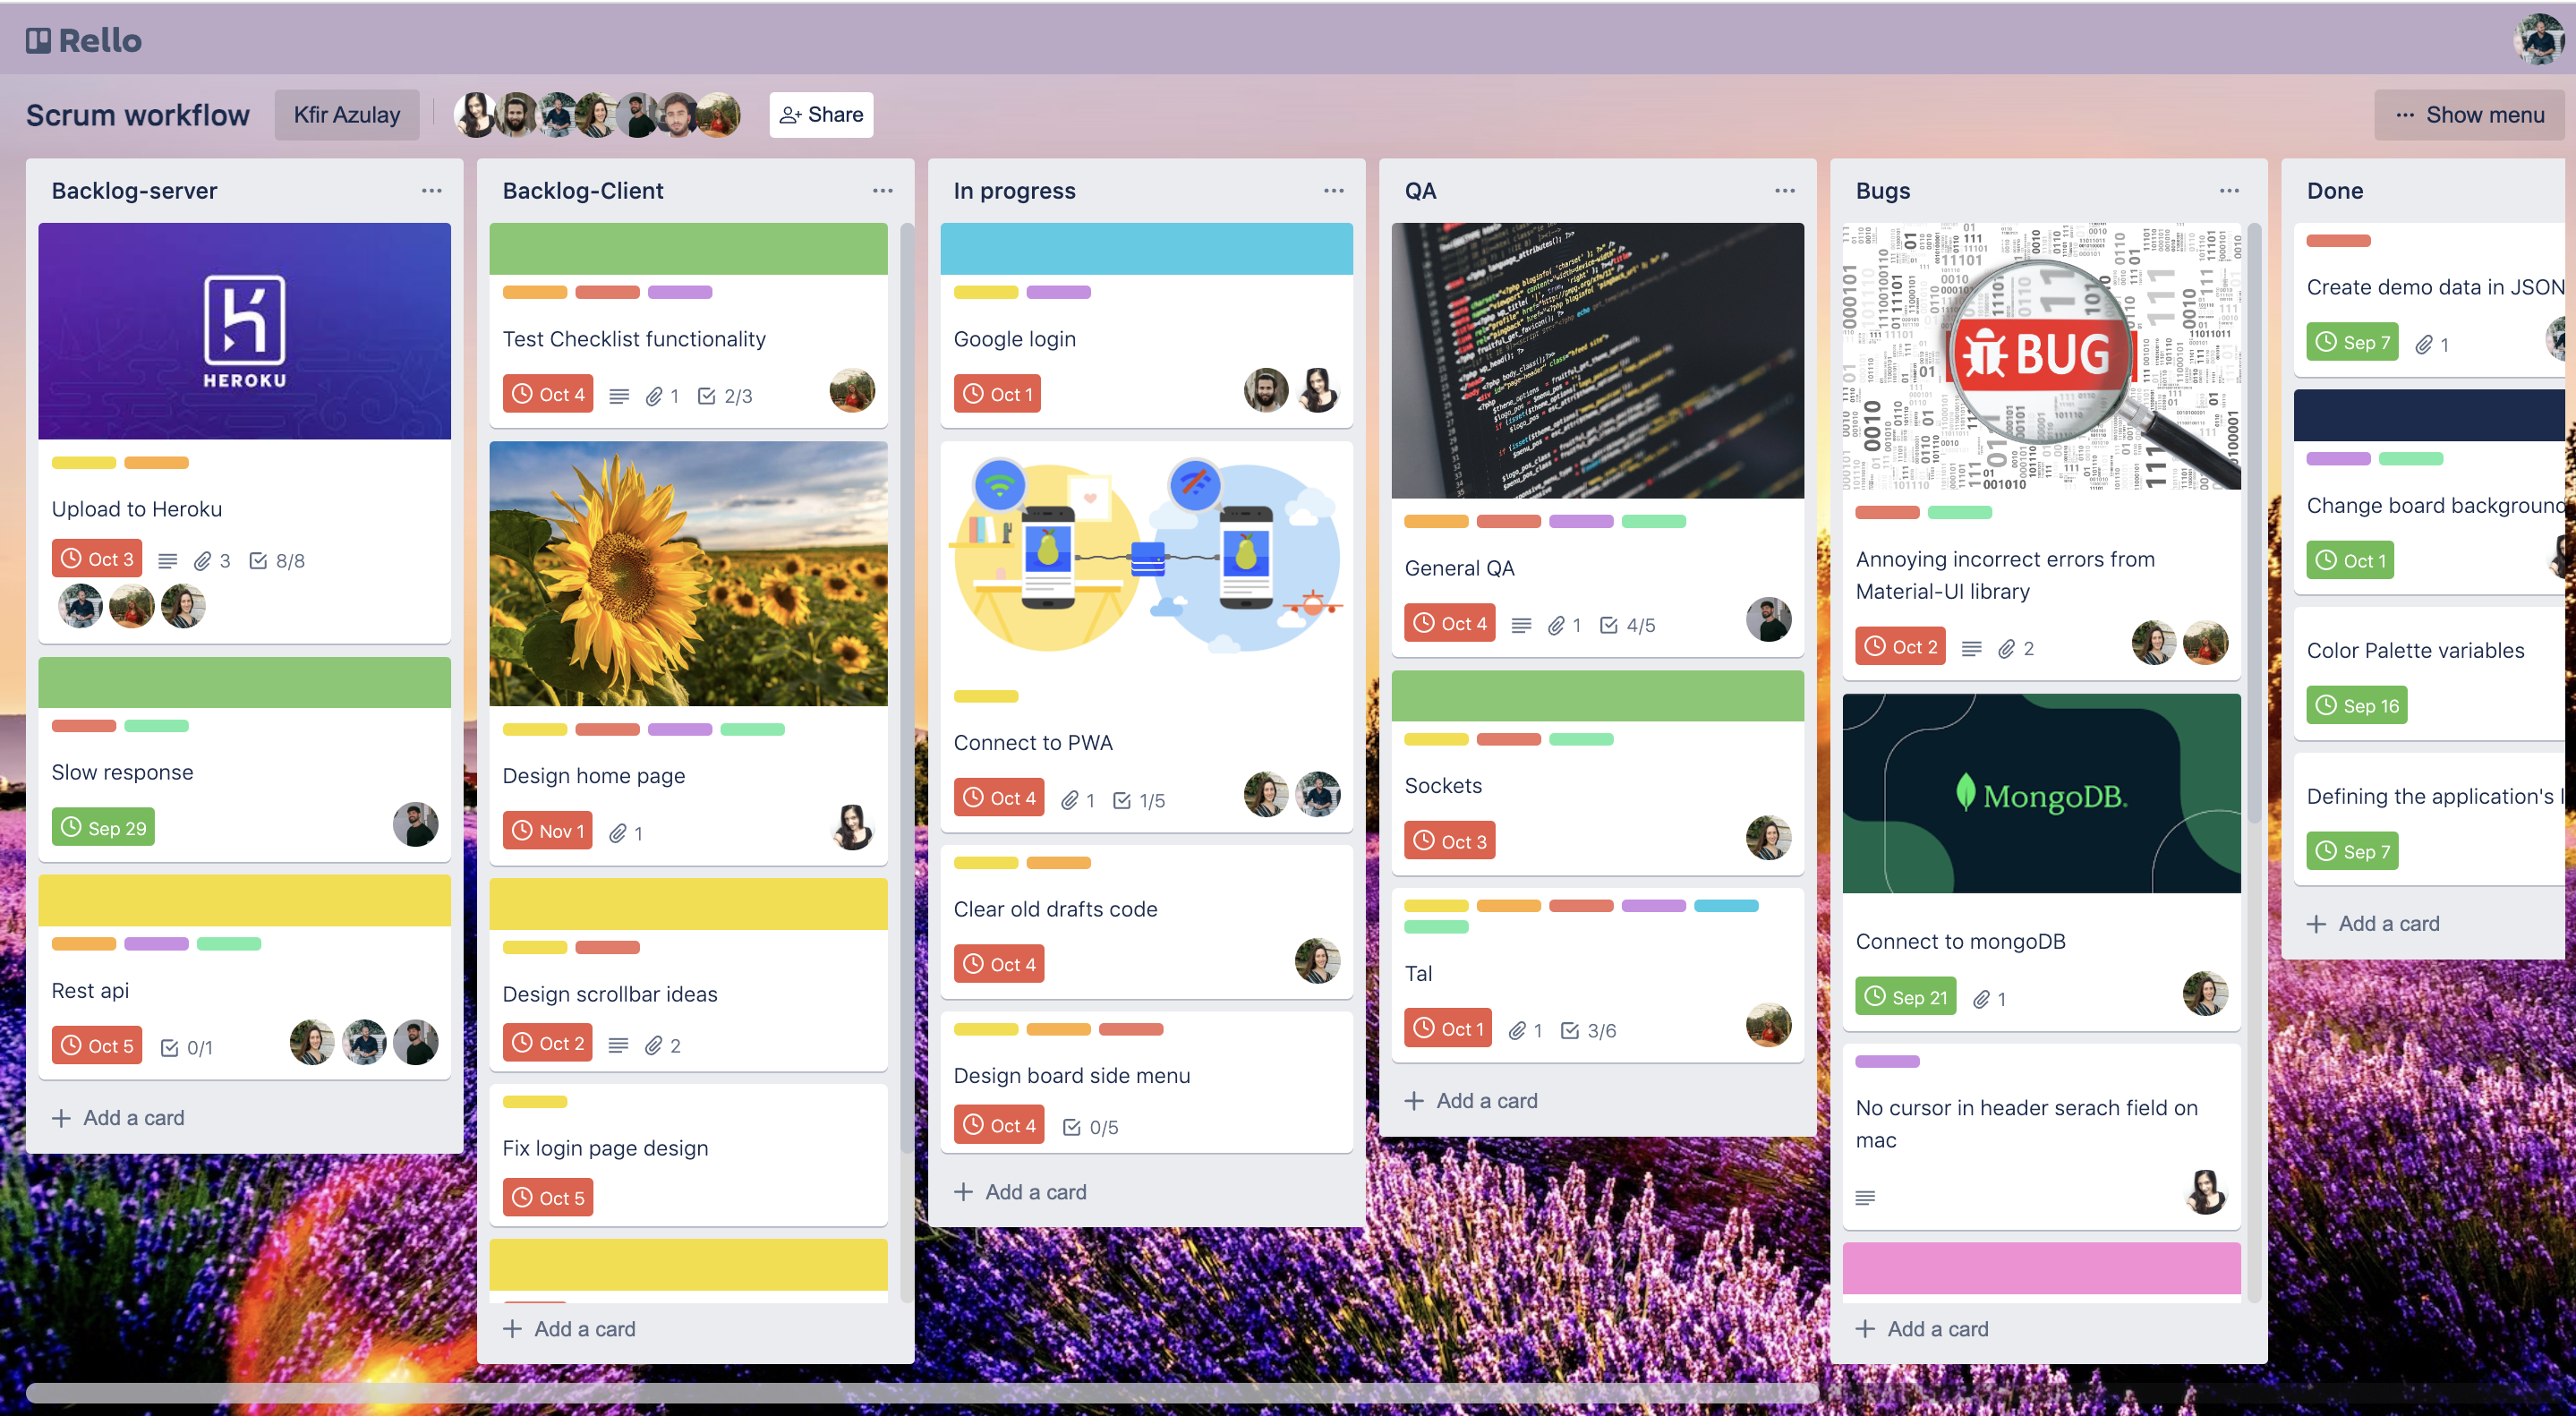 Rello
Scrum workflow
Kfir Azulay
Share
Show menu
Backlog-server
HEROKU
Upload to Heroku
Oct 3
3
8/8
Slow response
Sep 29
Rest api
Oct 5
0/1
Add a card
Backlog-Client
Test Checklist functionality
Oct 4
1
2/3
Design home page
Nov 1
1
Design scrollbar ideas
Oct 2
2
Fix login page design
Oct 5
Add a card
In progress
Google login
Oct 1
Connect to PWA
Oct 4
1
1/5
Clear old drafts code
Oct 4
Design board side menu
Oct 4
0/5
Add a card
QA
General QA
Oct 4
1
4/5
Sockets
Oct 3
Tal
Oct 1
1
3/6
Add a card
Bugs
BUG
Annoying incorrect errors from
Material-UI library
Oct 2
2
MongoDB.
Connect to mongoDB
Sep 21
1
No cursor in header serach field on
mac
Add a card
Done
Create demo data in JSON
Sep 7
1
Change board background
Oct 1
Color Palette variables
Sep 16
Defining the application's
Sep 7
Add a card